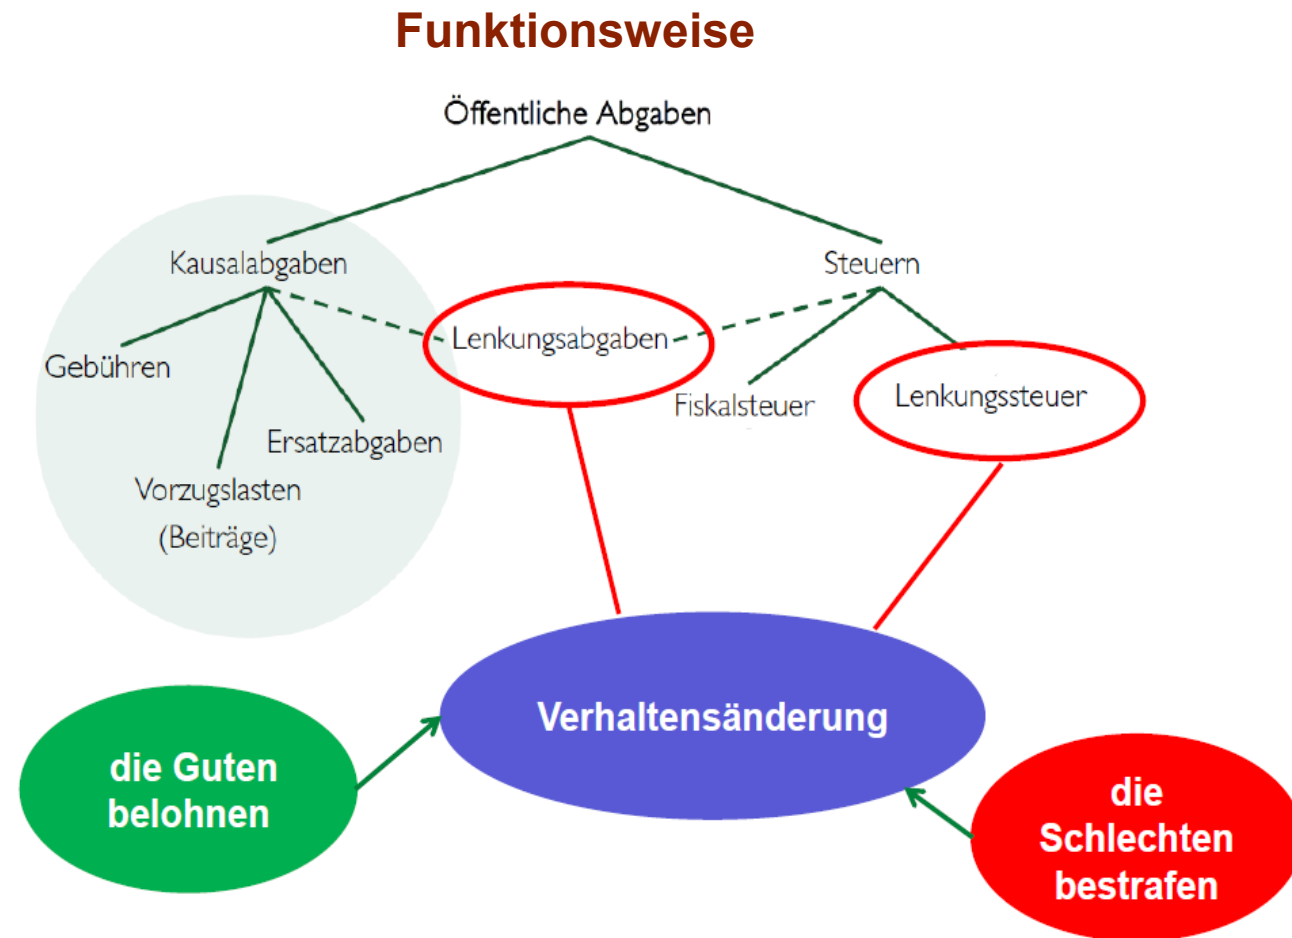 Funktionsweise
Öffentliche Abgaben
Kausalabgaben
Steuern
Lenkungsabgaben
Gebühren
Fiskalsteuer
Lenkungssteuer
Ersatzabgaben
Vorzugslasten
(Beiträge)
Verhaltensänderung
die Guten
belohnen
die
Schlechten
bestrafen